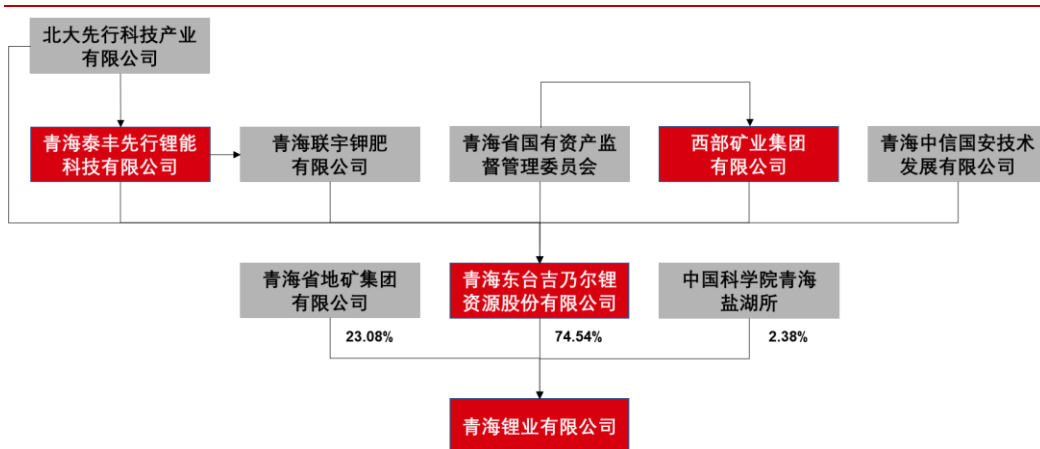 北大先行科技产业
有限公司
青海泰丰先行锂能
科技有限公司
青海联宇钾肥
有限公司
青海省国有资产监
督管理委员会
西部矿业集团
有限公司
青海中信国安技术
发展有限公司
青海省地矿集团
有限公司
青海东台吉乃尔锂
资源股份有限公司
中国科学院青海
盐湖所
23.08%
74.54%
2.38%
青海锂业有限公司